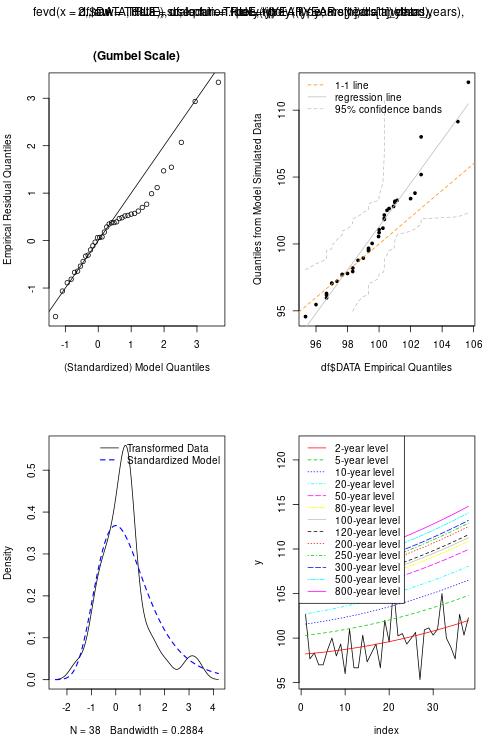 fevd(x =
years),
(Gumbel Scale)
Empirical Residual Quantiles
3
2
1
0
-1
-1 0 1 2 3
(Standardized) Model Quantiles
1-1 line
regression line
95% confidence bands
Quantiles from Model Simulated Data
110
105
100
95
96 98 100 102 104 106
df$DATA Empirical Quantiles
Transformed Data
Standardized Model
Density
0.5
0.4
0.3
0.2
0.1
0.0
-2 -1 0 1 2 3 4
N = 38 Bandwidth = 0.2884
2-year level
5-year level
10-year level
20-year level
50-year level
80-year level
100-year level
120-year level
200-year level
250-year level
300-year level
500-year level
800-year level
y
120
115
110
105
100
95
0 10 20 30
index